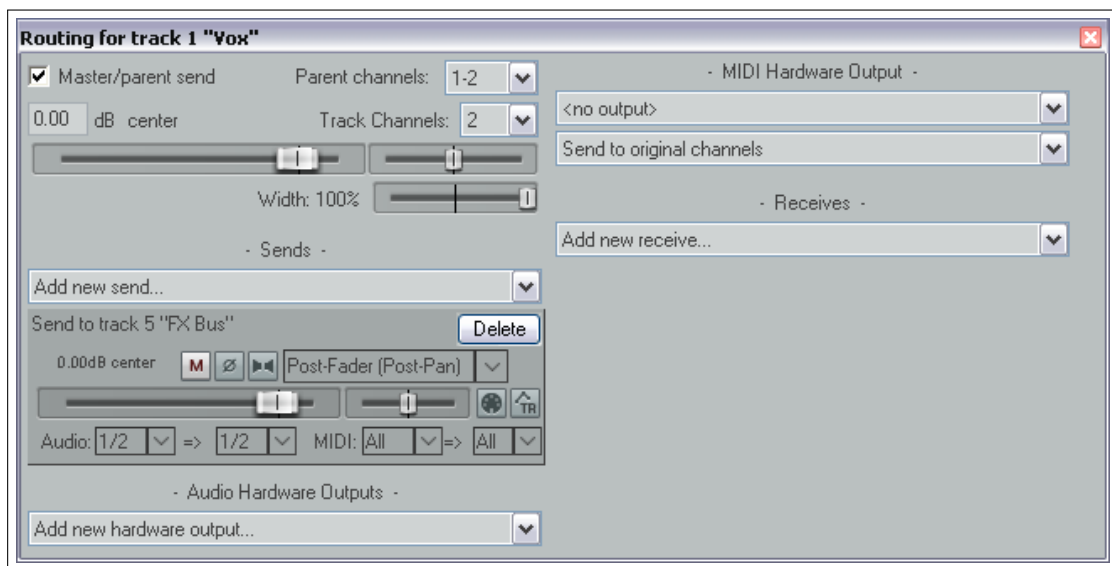 Routing for track 1 "Vox"
Master/parent send
Parent channels: 1-2
0.00 dB center
Track Channels: 2
Width: 100%
- Sends -
Add new send...
Send to track 5 "FX Bus"
Delete
0.00dB center
M
Ø
Post-Fader (Post-Pan)
TR
Audio: 1/2 => 1/2
MIDI: All => All
- Audio Hardware Outputs -
Add new hardware output...
- MIDI Hardware Output -
<no output>
Send to original channels
- Receives -
Add new receive...